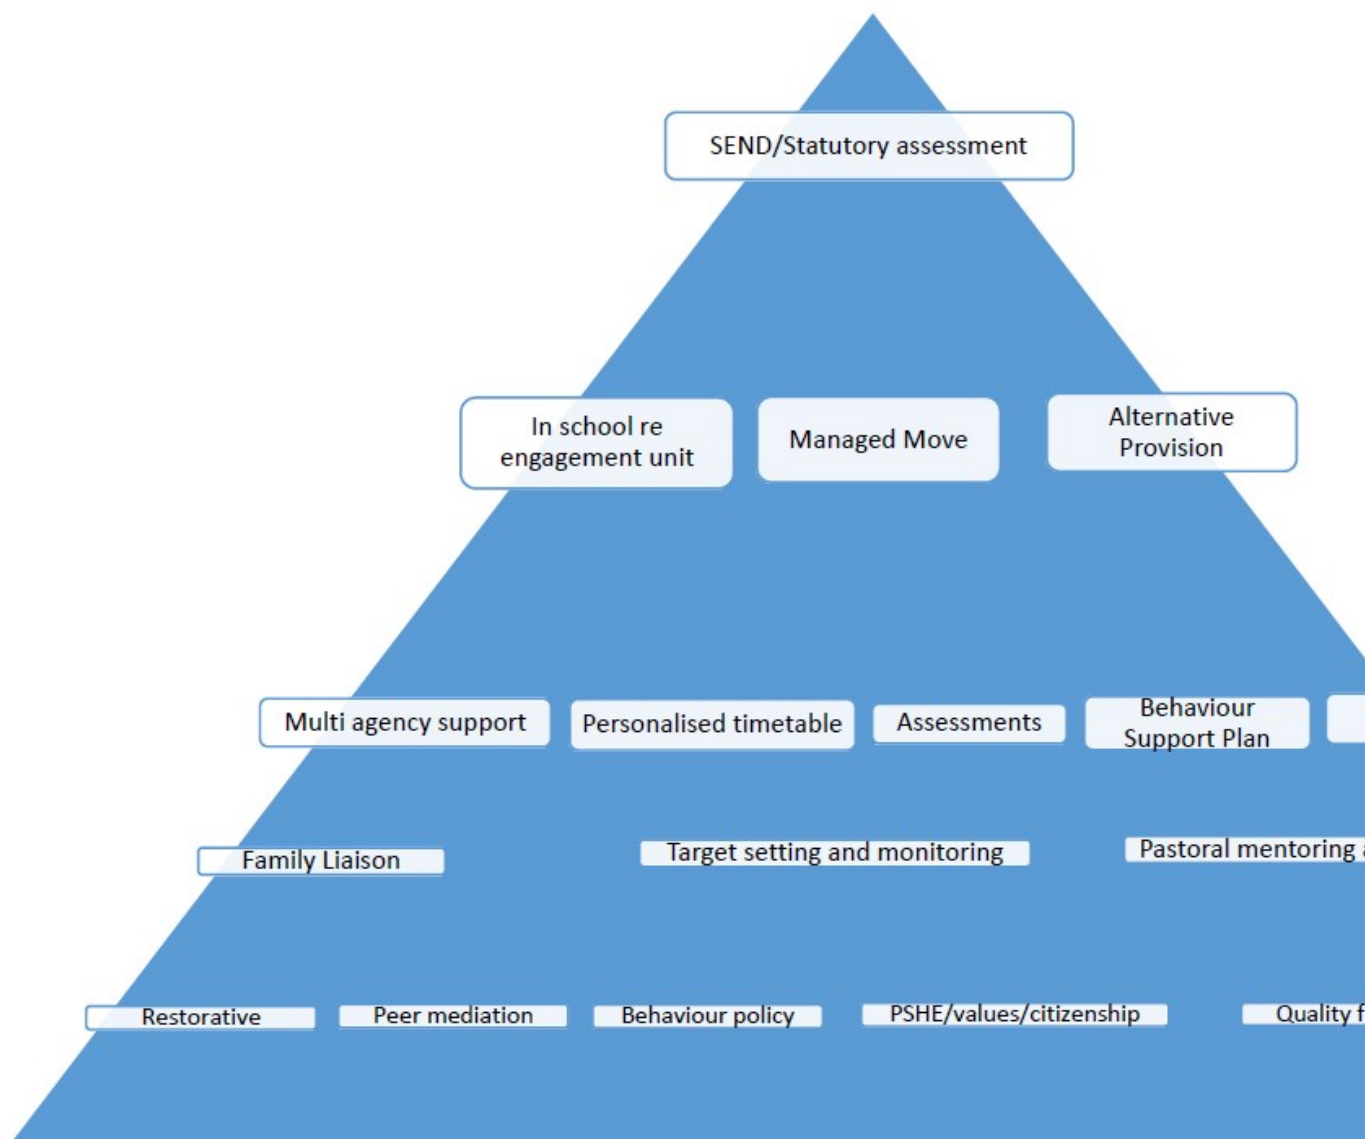 SEND/Statutory assessment
In school re
engagement unit
Managed Move
Alternative
Provision
Multi agency support
Personalised timetable
Assessments
Behaviour
Support Plan
Family Liaison
Target setting and monitoring
Pastoral mentoring
Restorative
Peer mediation
Behaviour policy
PSHE/values/citizenship
Quality